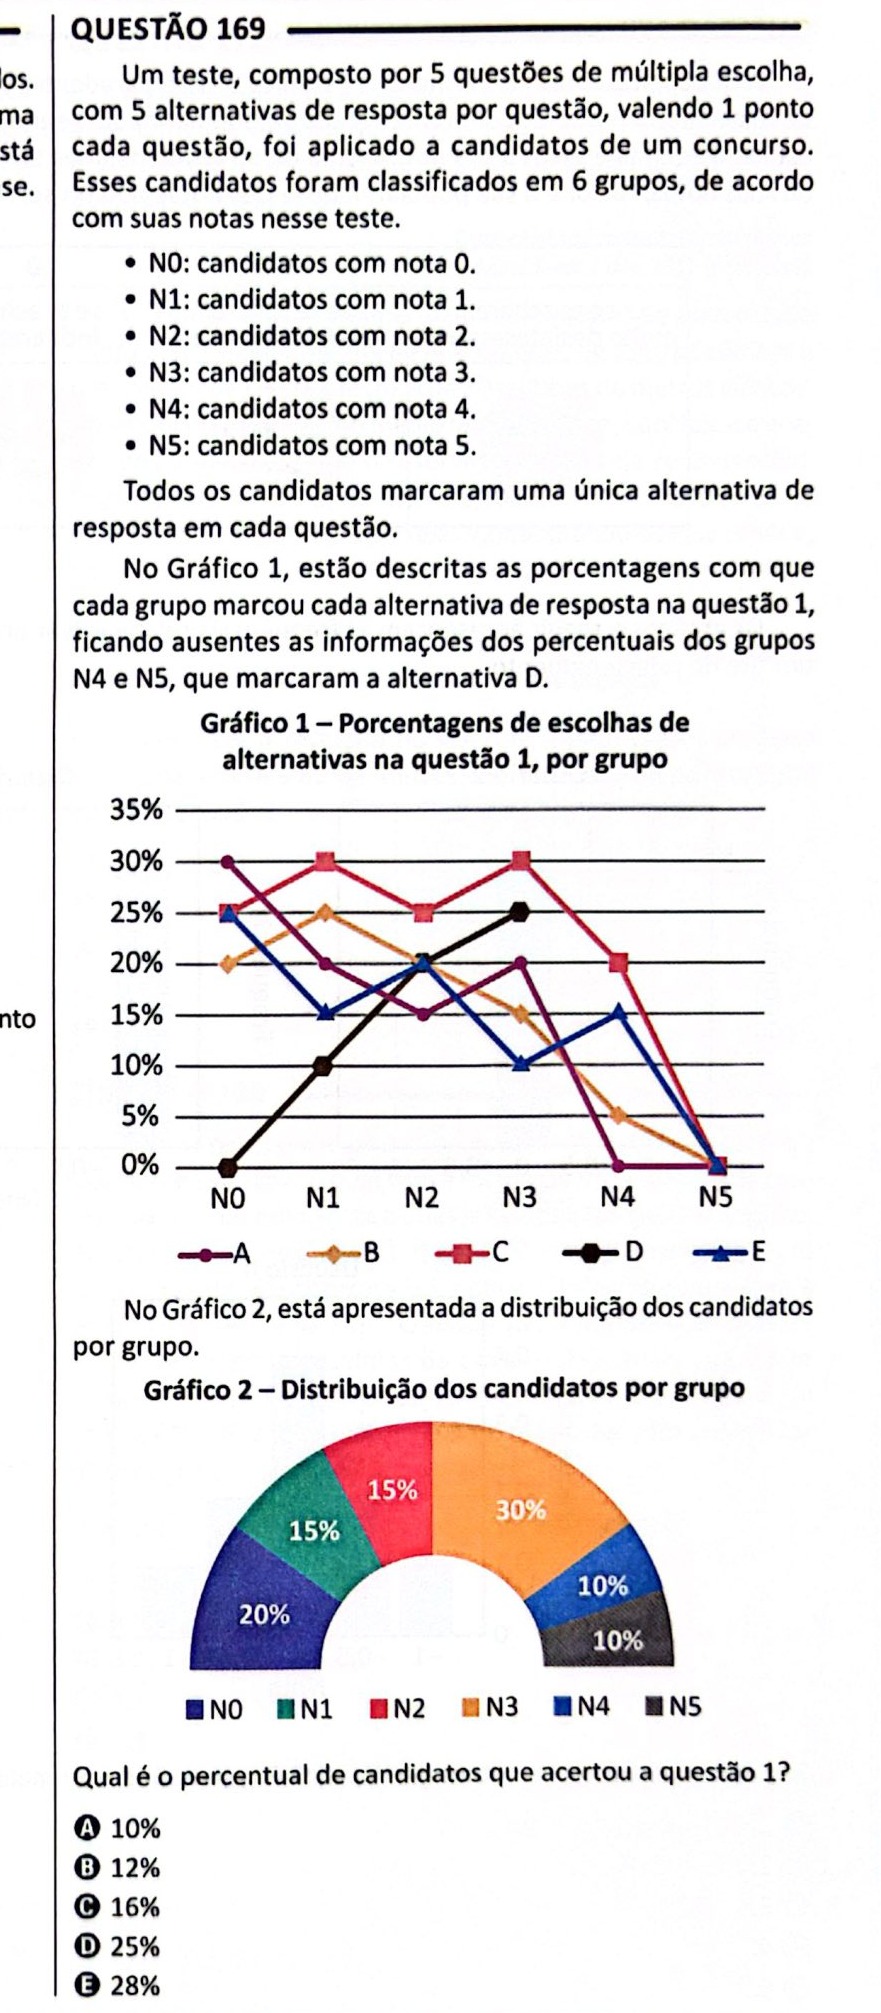 QUESTÃO 169
los.
ma
stá
se.
nto
Um teste, composto por 5 questões de múltipla escolha,
com 5 alternativas de resposta por questão, valendo 1 ponto
cada questão, foi aplicado a candidatos de um concurso.
Esses candidatos foram classificados em 6 grupos, de acordo
com suas notas nesse teste.
• N0: candidatos com nota 0.
• N1: candidatos com nota 1.
• N2: candidatos com nota 2.
• N3: candidatos com nota 3.
• N4: candidatos com nota 4.
• N5: candidatos com nota 5.
Todos os candidatos marcaram uma única alternativa de
resposta em cada questão.
No Gráfico 1, estão descritas as porcentagens com que
cada grupo marcou cada alternativa de resposta na questão 1,
ficando ausentes as informações dos percentuais dos grupos
N4 e N5, que marcaram a alternativa D.
Gráfico 1 – Porcentagens de escolhas de
alternativas na questão 1, por grupo
35%
30%
25%
20%
15%
10%
5%
0%
N0 N1 N2 N3 N4 N5
A B C D E
No Gráfico 2, está apresentada a distribuição dos candidatos
por grupo.
Gráfico 2 – Distribuição dos candidatos por grupo
20%
15%
15%
30%
10%
10%
N0 N1 N2 N3 N4 N5
Qual é o percentual de candidatos que acertou a questão 1?
A 10%
B 12%
C 16%
D 25%
E 28%